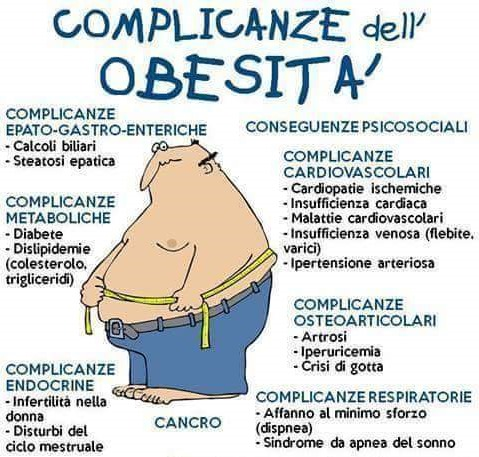 COMPLICANZE dell'
OBESITA'
COMPLICANZE
EPATO-GASTRO-ENTERICHE
- Calcoli biliari
- Steatosi epatica
COMPLICANZE
METABOLICHE
- Diabete
- Dislipidemie
(colesterolo,
trigliceridi)
COMPLICANZE
ENDOCRINE
- Infertilità nella
donna
- Disturbi del
ciclo mestruale
CANCRO
CONSEGUENZE PSICOSOCIALI
COMPLICANZE
CARDIOVASCOLARI
- Cardiopatie ischemiche
- Insufficienza cardiaca
- Malattie cardiovascolari
- Insufficienza venosa (flebite,
varici)
- Ipertensione arteriosa
COMPLICANZE
OSTEOARTICOLARI
- Artrosi
- Iperuricemia
- Crisi di gotta
COMPLICANZE RESPIRATORIE
- Affanno al minimo sforzo
(dispnea)
- Sindrome da apnea del sonno